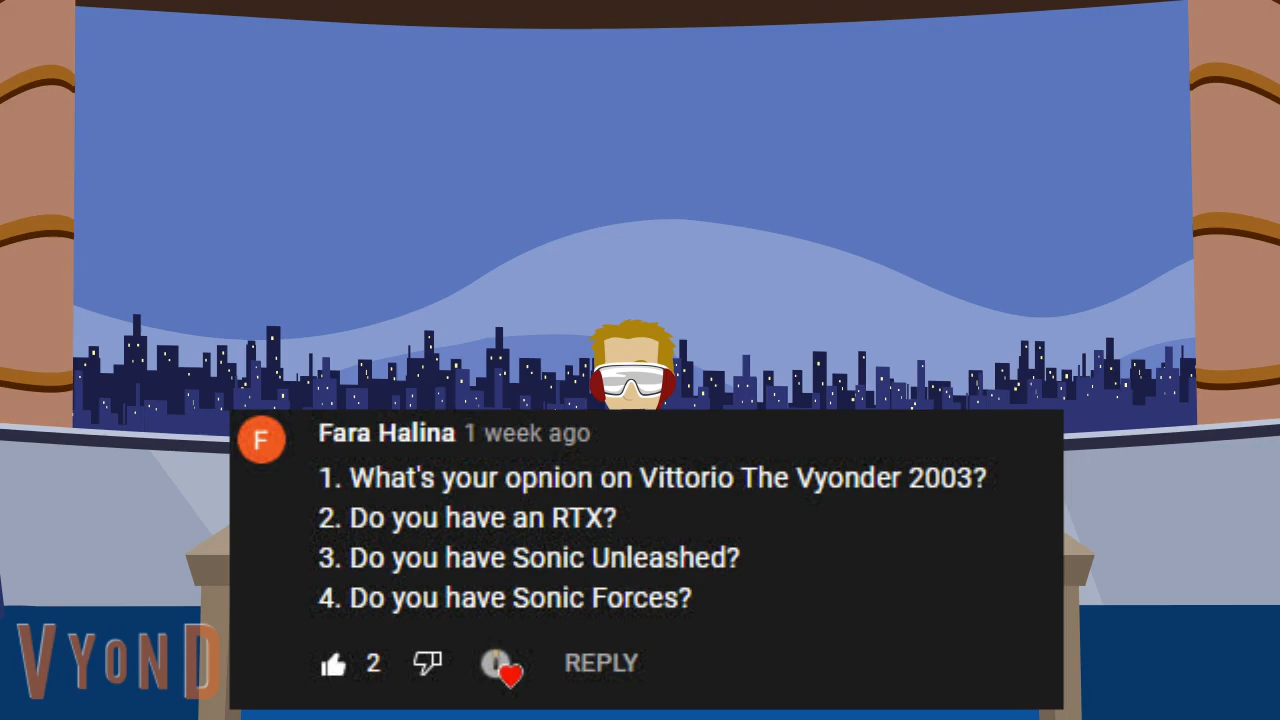 Fara Halina 1 week ago
F
1. What's your opnion on Vittorio The Vyonder 2003?
2. Do you have an RTX?
3. Do you have Sonic Unleashed?
4. Do you have Sonic Forces?
2
REPLY
VYOND